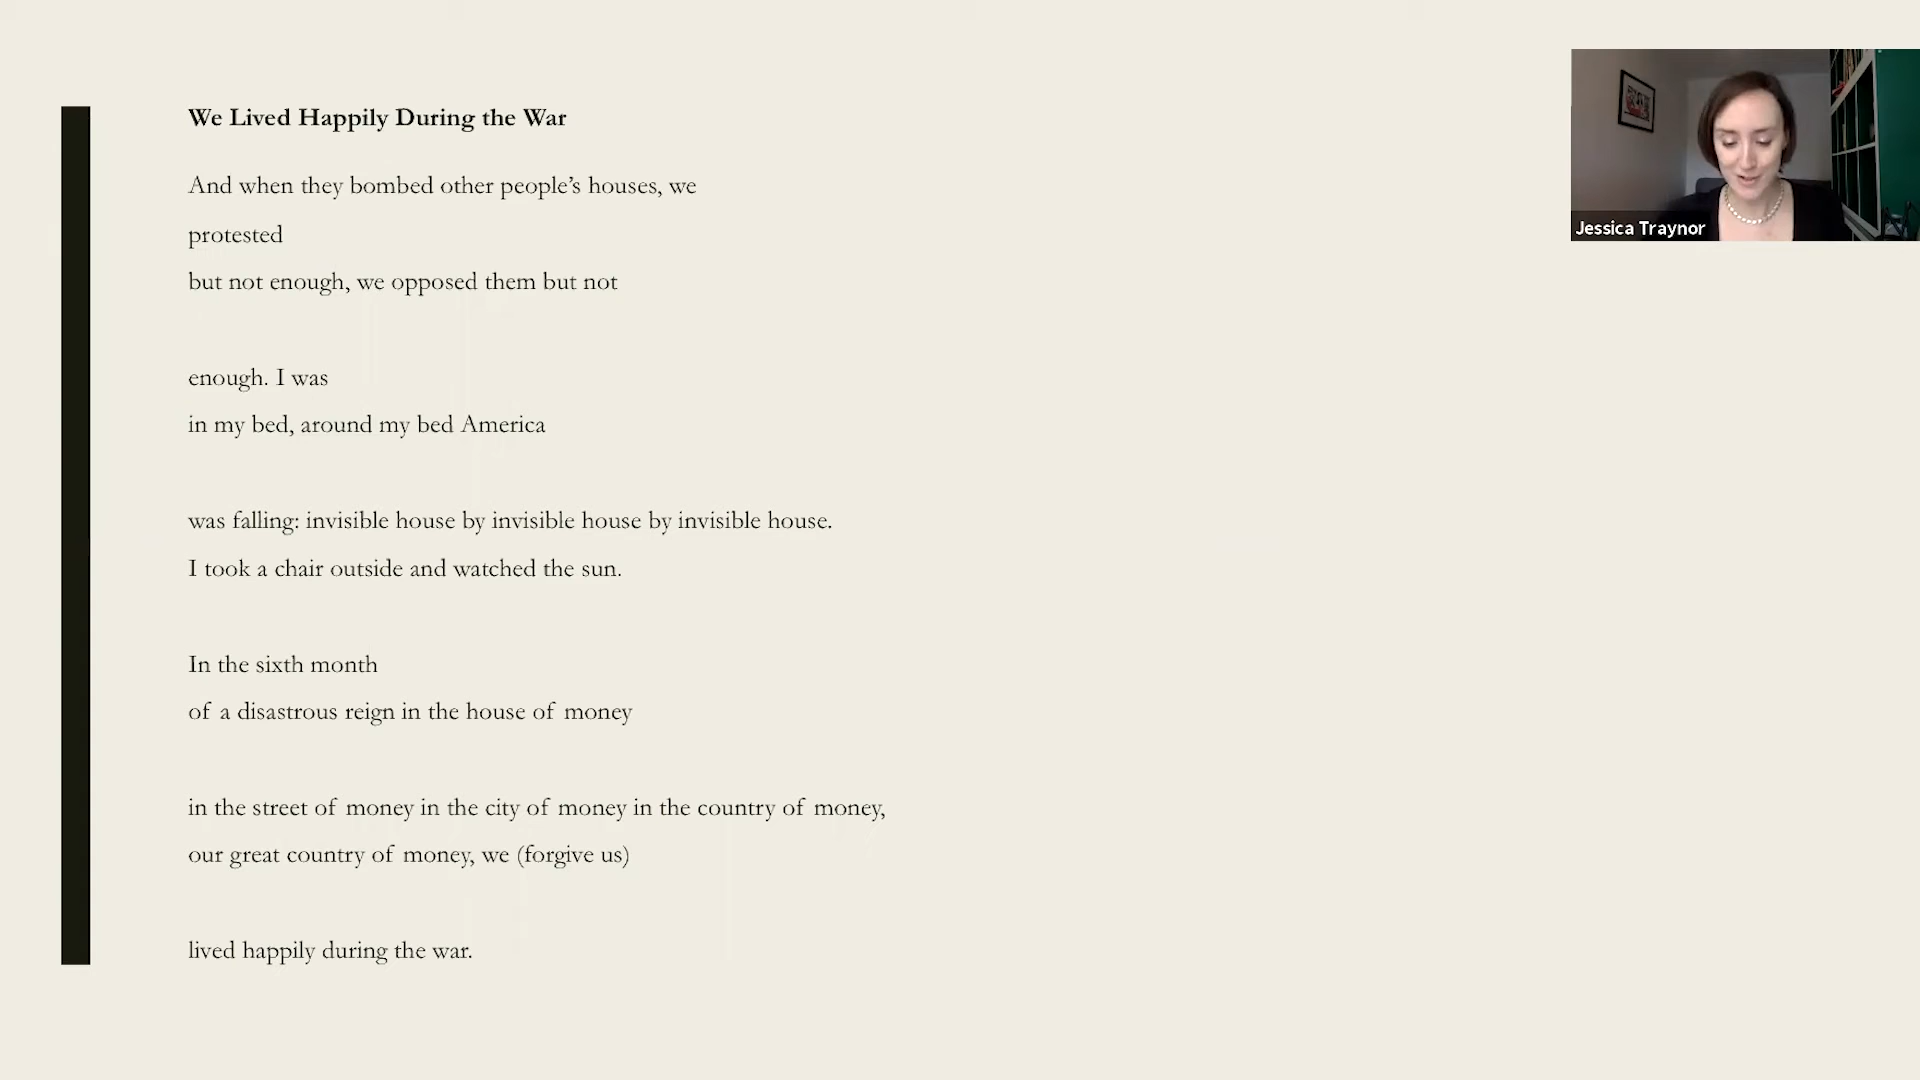 We Lived Happily During the War
And when they bombed other people’s houses, we
protested
but not enough, we opposed them but not
enough. I was
in my bed, around my bed America
was falling: invisible house by invisible house by invisible house.
I took a chair outside and watched the sun.
In the sixth month
of a disastrous reign in the house of money
in the street of money in the city of money in the country of money,
our great country of money, we (forgive us)
lived happily during the war.
Jessica Traynor